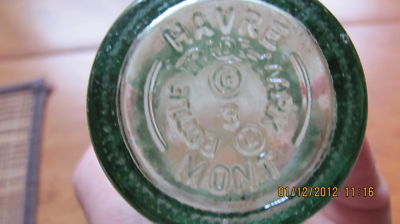 HAVRE
TRADE MARK
BOTTLE
MONT
01/12/2012 11:16